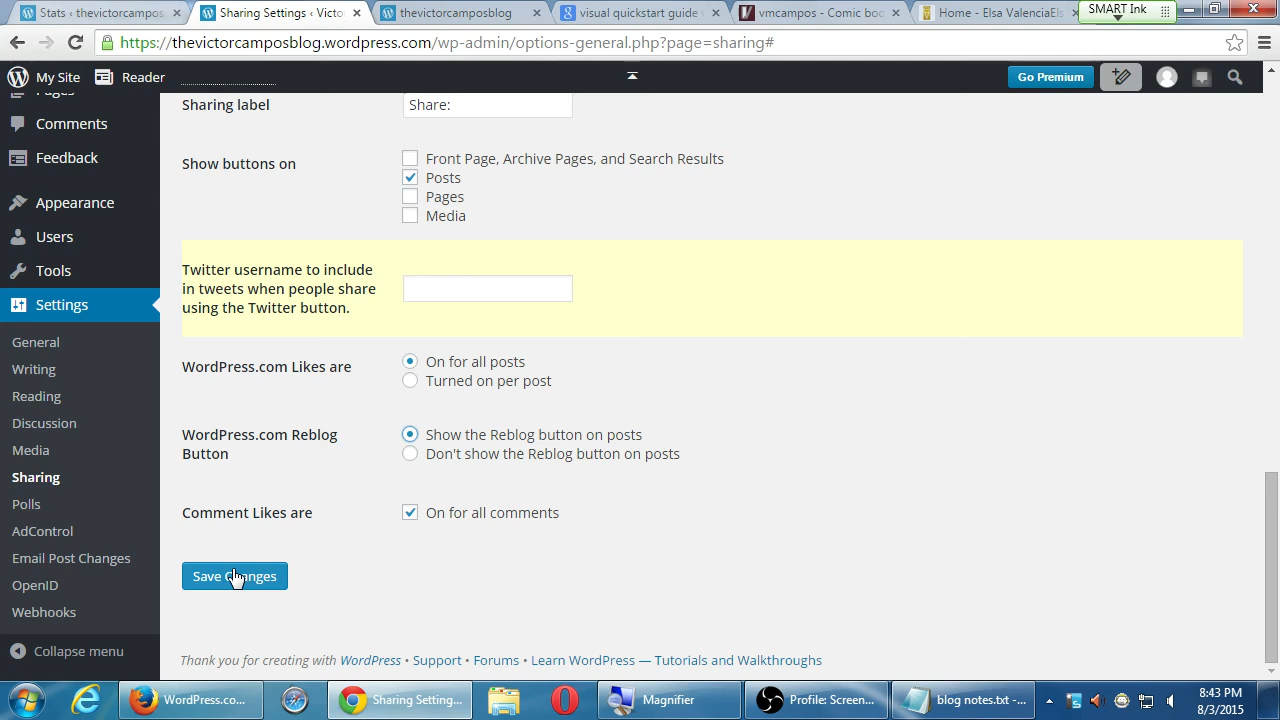 Stats ‹ thevictorcampos
Sharing Settings ‹ Victo
thevictorcamposblog
visual quickstart guide
vmcampos - Comic boo
Home - Elsa ValenciaEls
SMART Ink
https://thevictorcamposblog.wordpress.com/wp-admin/options-general.php?page=sharing#
My Site
Reader
Go Premium
Pages
Comments
Feedback
Appearance
Users
Tools
Settings
General
Writing
Reading
Discussion
Media
Sharing
Polls
AdControl
Email Post Changes
OpenID
Webhooks
Collapse menu
Sharing label
Share:
Show buttons on
Front Page, Archive Pages, and Search Results
Posts
Pages
Media
Twitter username to include
in tweets when people share
using the Twitter button.
WordPress.com Likes are
On for all posts
Turned on per post
WordPress.com Reblog
Button
Show the Reblog button on posts
Don't show the Reblog button on posts
Comment Likes are
On for all comments
Save Changes
Thank you for creating with WordPress • Support • Forums • Learn WordPress — Tutorials and Walkthroughs
WordPress.co...
Sharing Setting...
Magnifier
Profile: Screen...
blog notes.txt -...
8:43 PM
8/3/2015